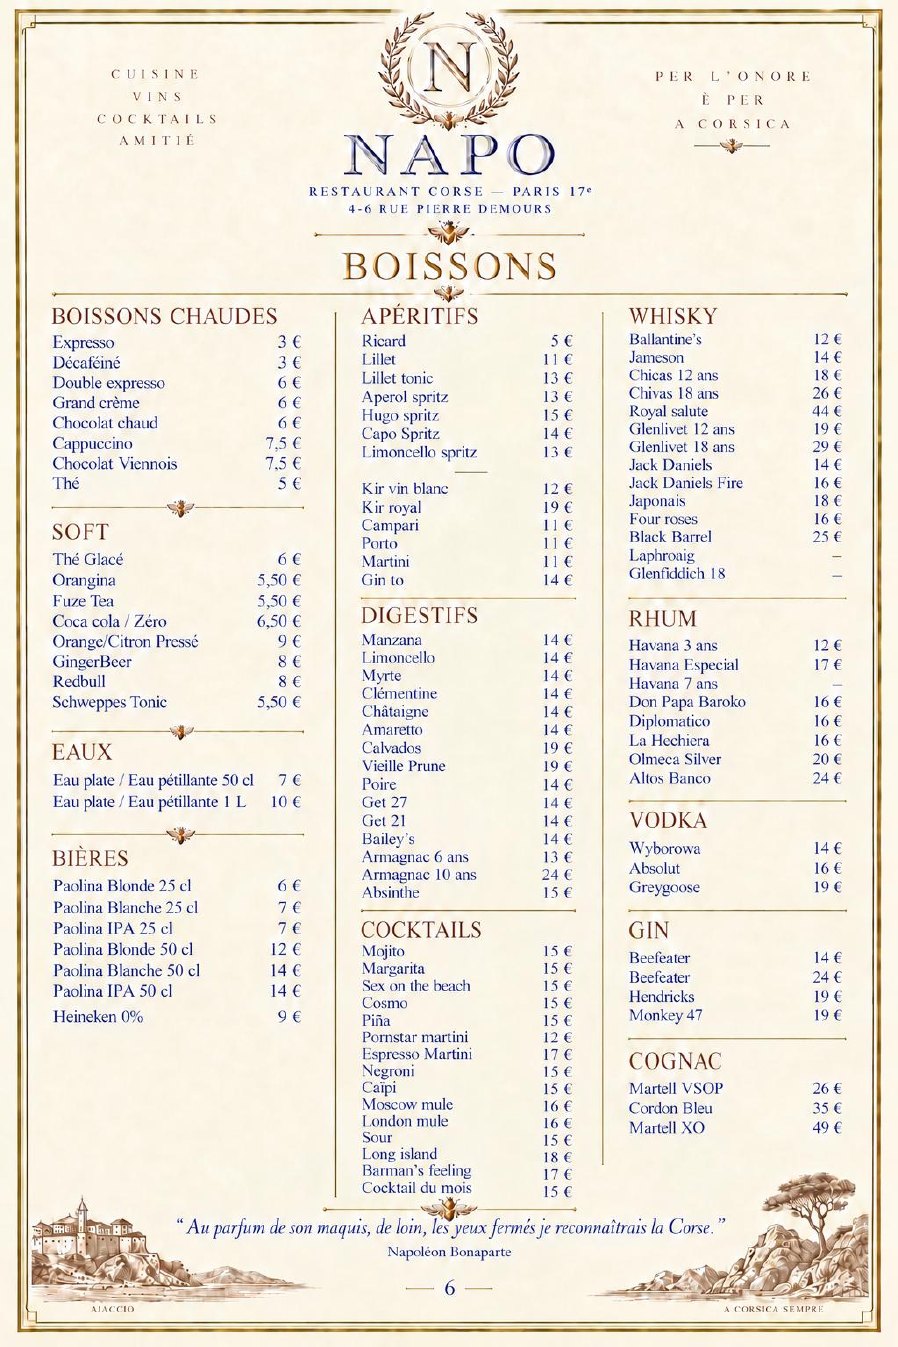 CUISINE
VINS
COCKTAILS
AMITIÉ
N
NAPO
RESTAURANT CORSE — PARIS 17e
4-6 RUE PIERRE DEMOURS
PER L'ONORE
È PER
A CORSICA
BOISSONS
BOISSONS CHAUDES
Expresso 3 €
Décaféiné 3 €
Double expresso 6 €
Grand crème 6 €
Chocolat chaud 6 €
Cappuccino 7,5 €
Chocolat Viennois 7,5 €
Thé 5 €
SOFT
Thé Glacé 6 €
Orangina 5,50 €
Fuze Tea 5,50 €
Coca cola / Zéro 6,50 €
Orange/Citron Pressé 9 €
GingerBeer 8 €
Redbull 8 €
Schweppes Tonic 5,50 €
EAUX
Eau plate / Eau pétillante 50 cl 7 €
Eau plate / Eau pétillante 1 L 10 €
BIÈRES
Paolina Blonde 25 cl 6 €
Paolina Blanche 25 cl 7 €
Paolina IPA 25 cl 7 €
Paolina Blonde 50 cl 12 €
Paolina Blanche 50 cl 14 €
Paolina IPA 50 cl 14 €
Heineken 0% 9 €
APÉRITIFS
Ricard 5 €
Lillet 11 €
Lillet tonic 13 €
Aperol spritz 13 €
Hugo spritz 15 €
Capo Spritz 14 €
Limoncello spritz 13 €
Kir vin blanc 12 €
Kir royal 19 €
Campari 11 €
Porto 11 €
Martini 11 €
Gin to 14 €
DIGESTIFS
Manzana 14 €
Limoncello 14 €
Myrte 14 €
Clémentine 14 €
Châtaigne 14 €
Amaretto 14 €
Calvados 19 €
Vieille Prune 19 €
Poire 14 €
Get 27 14 €
Get 21 14 €
Bailey's 14 €
Armagnac 6 ans 13 €
Armagnac 10 ans 24 €
Absinthe 15 €
COCKTAILS
Mojito 15 €
Margarita 15 €
Sex on the beach 15 €
Cosmo 15 €
Piña 15 €
Pornstar martini 12 €
Espresso Martini 17 €
Negroni 15 €
Caïpi 15 €
Moscow mule 16 €
London mule 16 €
Sour 15 €
Long island 18 €
Barman's feeling 17 €
Cocktail du mois 15 €
WHISKY
Ballantine's 12 €
Jameson 14 €
Chicas 12 ans 18 €
Chivas 18 ans 26 €
Royal salute 44 €
Glenlivet 12 ans 19 €
Glenlivet 18 ans 29 €
Jack Daniels 14 €
Jack Daniels Fire 16 €
Japonais 18 €
Four roses 16 €
Black Barrel 25 €
Laphroaig –
Glenfiddich 18 –
RHUM
Havana 3 ans 12 €
Havana Especial 17 €
Havana 7 ans –
Don Papa Baroko 16 €
Diplomatico 16 €
La Hechiera 16 €
Olmeca Silver 20 €
Altos Banco 24 €
VODKA
Wyborowa 14 €
Absolut 16 €
Greygoose 19 €
GIN
Beefeater 14 €
Beefeater 24 €
Hendricks 19 €
Monkey 47 19 €
COGNAC
Martell VSOP 26 €
Cordon Bleu 35 €
Martell XO 49 €
"Au parfum de son maquis, de loin, les yeux fermés je reconnaîtrais la Corse."
Napoléon Bonaparte
— 6 —
AJACCIO
A CORSICA SEMPRE